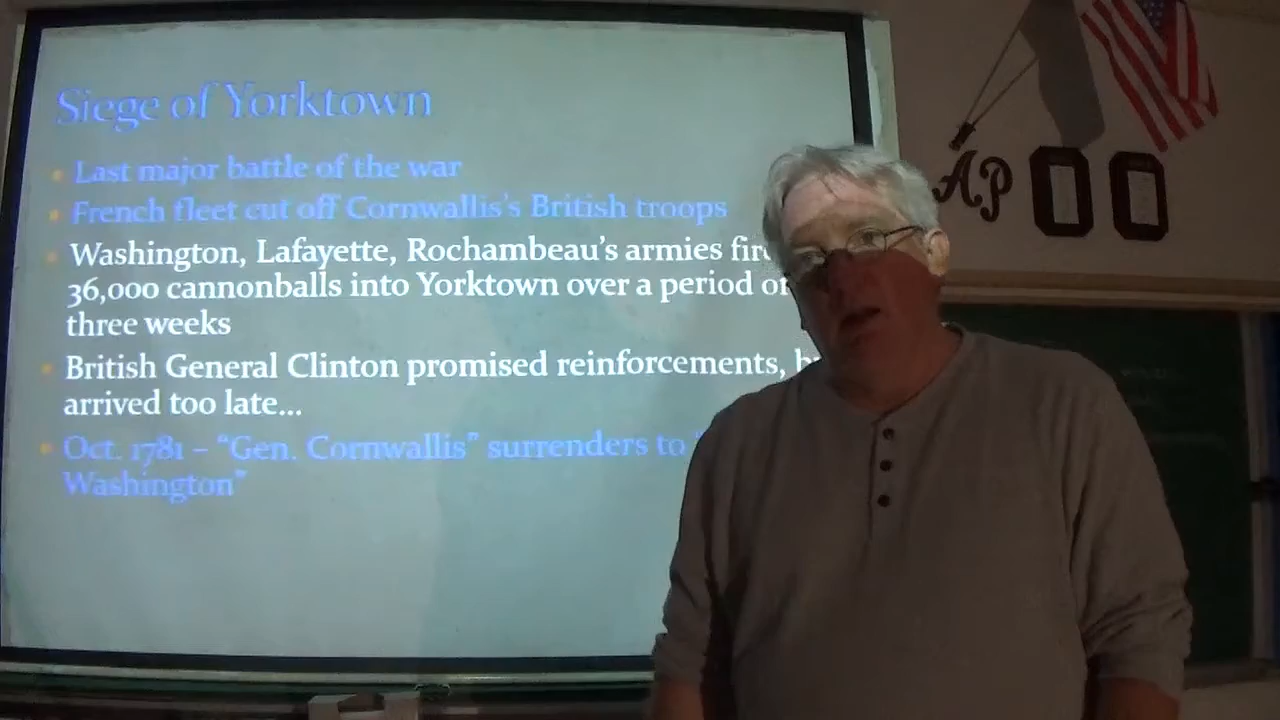 Siege of Yorktown
Last major battle of the war
French fleet cut off Cornwallis's British troops
Washington, Lafayette, Rochambeau's armies
36,000 cannonballs into Yorktown over a period
three weeks
British General Clinton promised reinforcements,
arrived too late...
Oct. 1781 – "Gen. Cornwallis" surrenders to
Washington"
AP OO